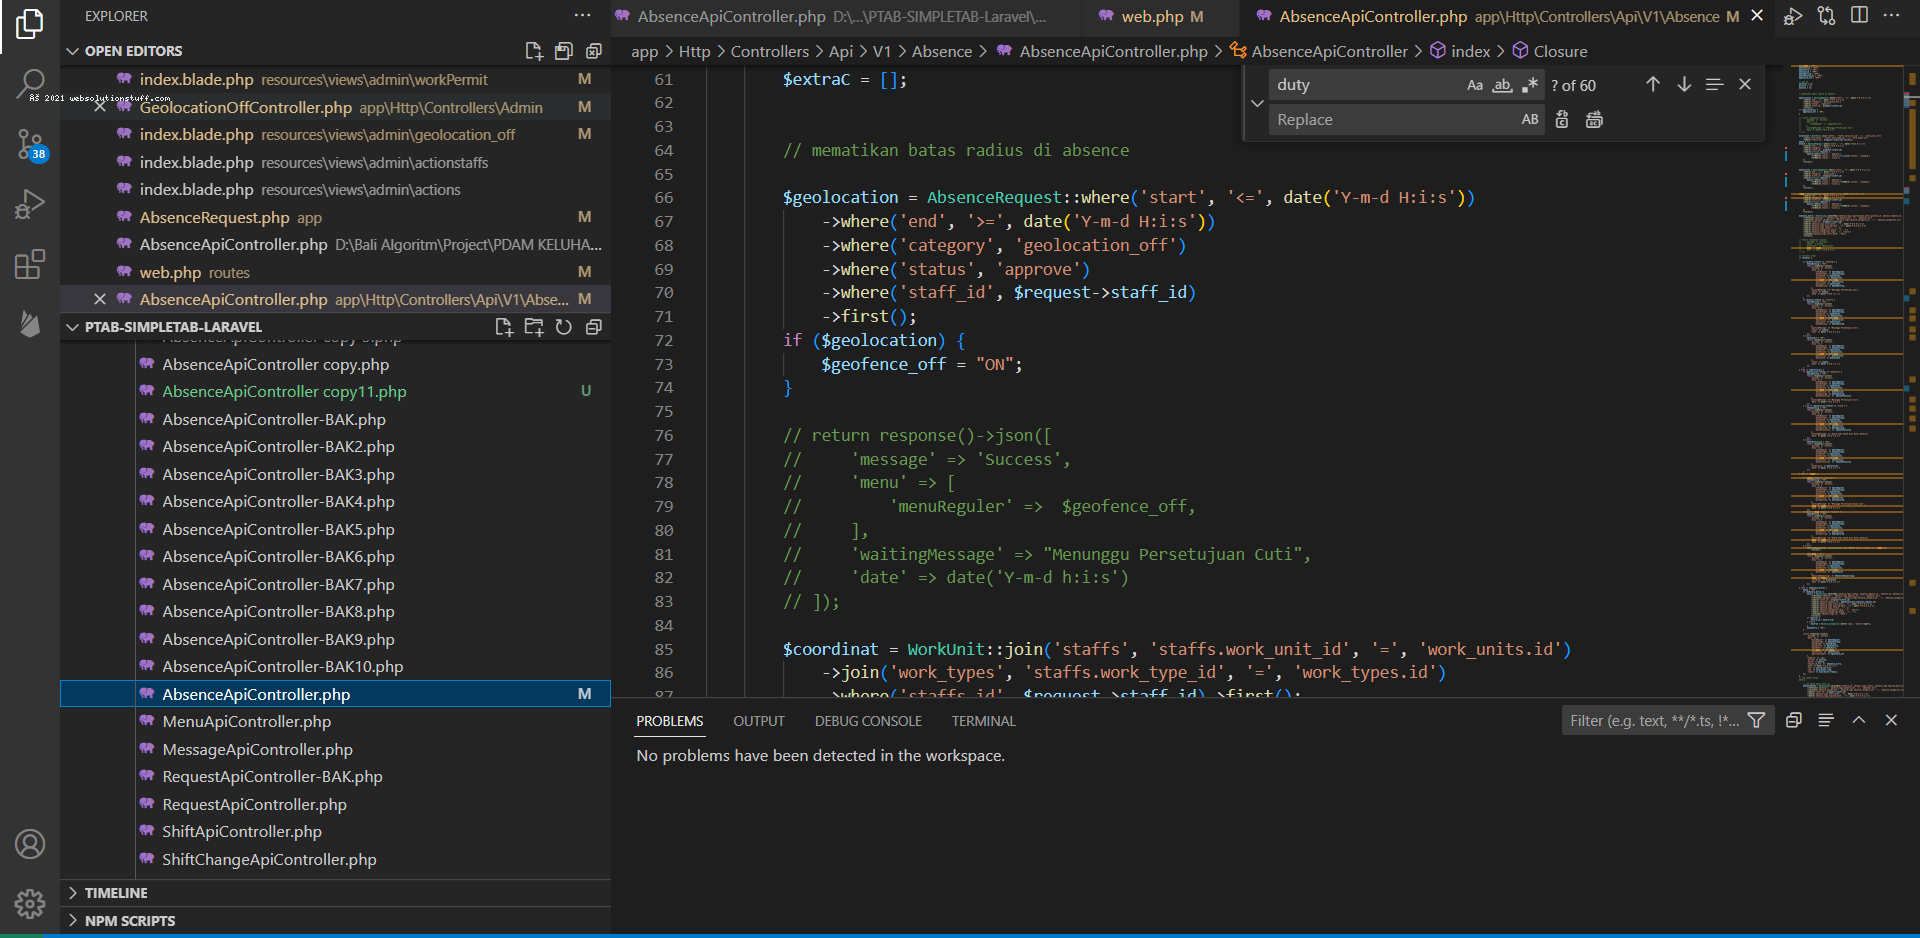 EXPLORER
OPEN EDITORS
index.blade.php resources\views\admin\workPermit M
© 2021 websolutionstuff.com
GeolocationOffController.php app\Http\Controllers\Admin
index.blade.php resources\views\admin\geolocation_off M
index.blade.php resources\views\admin\actionstaffs
index.blade.php resources\views\admin\actions
AbsenceRequest.php app M
AbsenceApiController.php D:\Bali Algoritm\Project\PDAM KELUHA...
web.php routes M
AbsenceApiController.php app\Http\Controllers\Api\V1\Abse... M
38
PTAB-SIMPLETAB-LARAVEL
AbsenceApiController copy.php
AbsenceApiController copy11.php U
AbsenceApiController-BAK.php
AbsenceApiController-BAK2.php
AbsenceApiController-BAK3.php
AbsenceApiController-BAK4.php
AbsenceApiController-BAK5.php
AbsenceApiController-BAK6.php
AbsenceApiController-BAK7.php
AbsenceApiController-BAK8.php
AbsenceApiController-BAK9.php
AbsenceApiController-BAK10.php
AbsenceApiController.php M
MenuApiController.php
MessageApiController.php
RequestApiController-BAK.php
RequestApiController.php
ShiftApiController.php
ShiftChangeApiController.php
TIMELINE
NPM SCRIPTS
AbsenceApiController.php D:\...\PTAB-SIMPLETAB-Laravel\...
web.php M
AbsenceApiController.php app\Http\Controllers\Api\V1\Absence M
app > Http > Controllers > Api > V1 > Absence > AbsenceApiController.php > AbsenceApiController > index > Closure
duty Aa ab ? of 60
Replace AB
61 $extraC = [];
62
63
64 // mematikan batas radius di absence
65
66 $geolocation = AbsenceRequest::where('start', '<=', date('Y-m-d H:i:s'))
67 ->where('end', '>=', date('Y-m-d H:i:s'))
68 ->where('category', 'geolocation_off')
69 ->where('status', 'approve')
70 ->where('staff_id', $request->staff_id)
71 ->first();
72 if ($geolocation) {
73 $geofence_off = "ON";
74 }
75
76 // return response()->json([
77 // 'message' => 'Success',
78 // 'menu' => [
79 // 'menuReguler' => $geofence_off,
80 // ],
81 // 'waitingMessage' => "Menunggu Persetujuan Cuti",
82 // 'date' => date('Y-m-d h:i:s')
83 // ]);
84
85 $coordinat = WorkUnit::join('staffs', 'staffs.work_unit_id', '=', 'work_units.id')
86 ->join('work_types', 'staffs.work_type_id', '=', 'work_types.id')
87 ->where('staffs.id', $request->staff_id)->first();
PROBLEMS OUTPUT DEBUG CONSOLE TERMINAL
Filter (e.g. text, **/*.ts, !*...
No problems have been detected in the workspace.